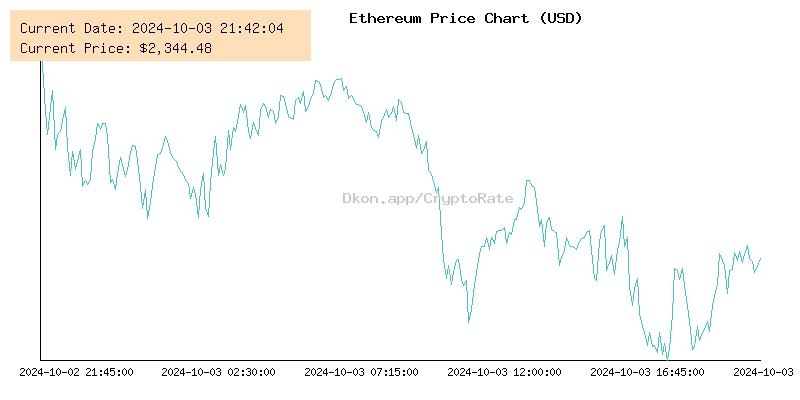 Ethereum Price Chart (USD)
Current Date: 2024-10-03 21:42:04
Current Price: $2,344.48
Dkon.app/CryptoRate
2024-10-02 21:45:00 2024-10-03 02:30:00 2024-10-03 07:15:00 2024-10-03 12:00:00 2024-10-03 16:45:00 2024-10-03